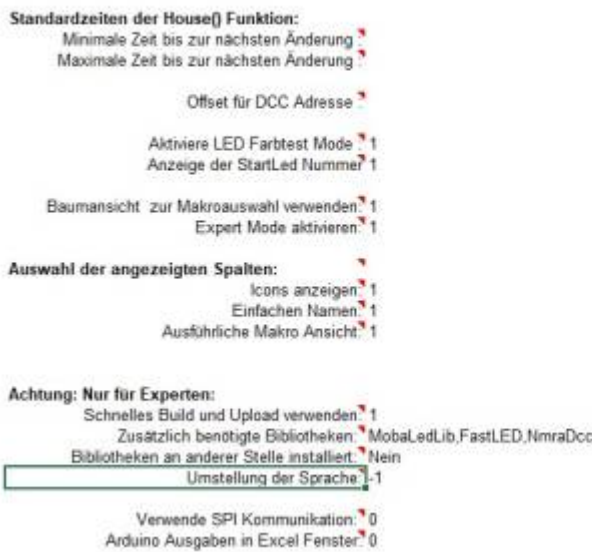 Standardzeiten der House() Funktion:
Minimale Zeit bis zur nächsten Änderung :
Maximale Zeit bis zur nächsten Änderung :
Offset für DCC Adresse :
Aktiviere LED Farbtest Mode : 1
Anzeige der StartLed Nummer 1
Baumansicht zur Makroauswahl verwenden: 1
Expert Mode aktivieren: 1
Auswahl der angezeigten Spalten:
Icons anzeigen: 1
Einfachen Namen: 1
Ausführliche Makro Ansicht: 1
Achtung: Nur für Experten:
Schnelles Build und Upload verwenden: 1
Zusätzlich benötigte Bibliotheken: MobaLedLib,FastLED,NmraDcc
Bibliotheken an anderer Stelle installiert: Nein
Umstellung der Sprache: -1
Verwende SPI Kommunikation: 0
Arduino Ausgaben in Excel Fenster: 0